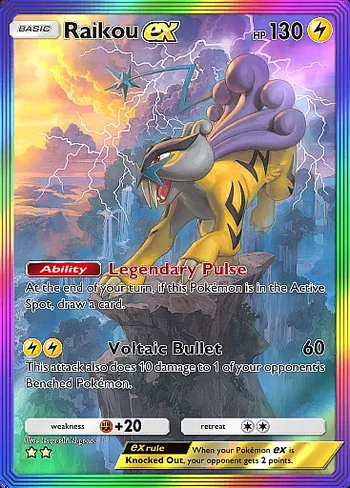 BASIC Raikou ex HP 130
Ability Legendary Pulse
At the end of your turn, if this Pokémon is in the Active
Spot, draw a card.
Voltaic Bullet 60
This attack also does 10 damage to 1 of your opponent's
Benched Pokémon.
weakness +20 retreat
Illus.
ex rule When your Pokémon ex is
Knocked Out, your opponent gets 2 points.